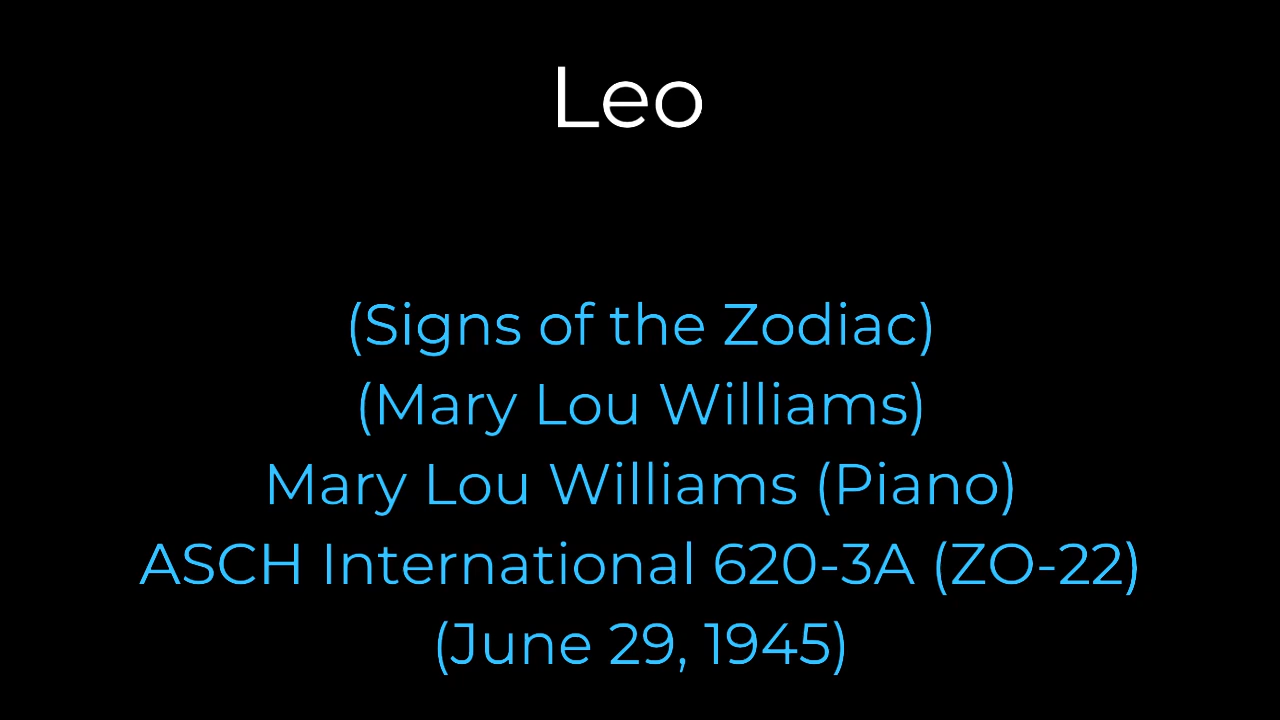 Leo
(Signs of the Zodiac)
(Mary Lou Williams)
Mary Lou Williams (Piano)
ASCH International 620-3A (ZO-22)
(June 29, 1945)